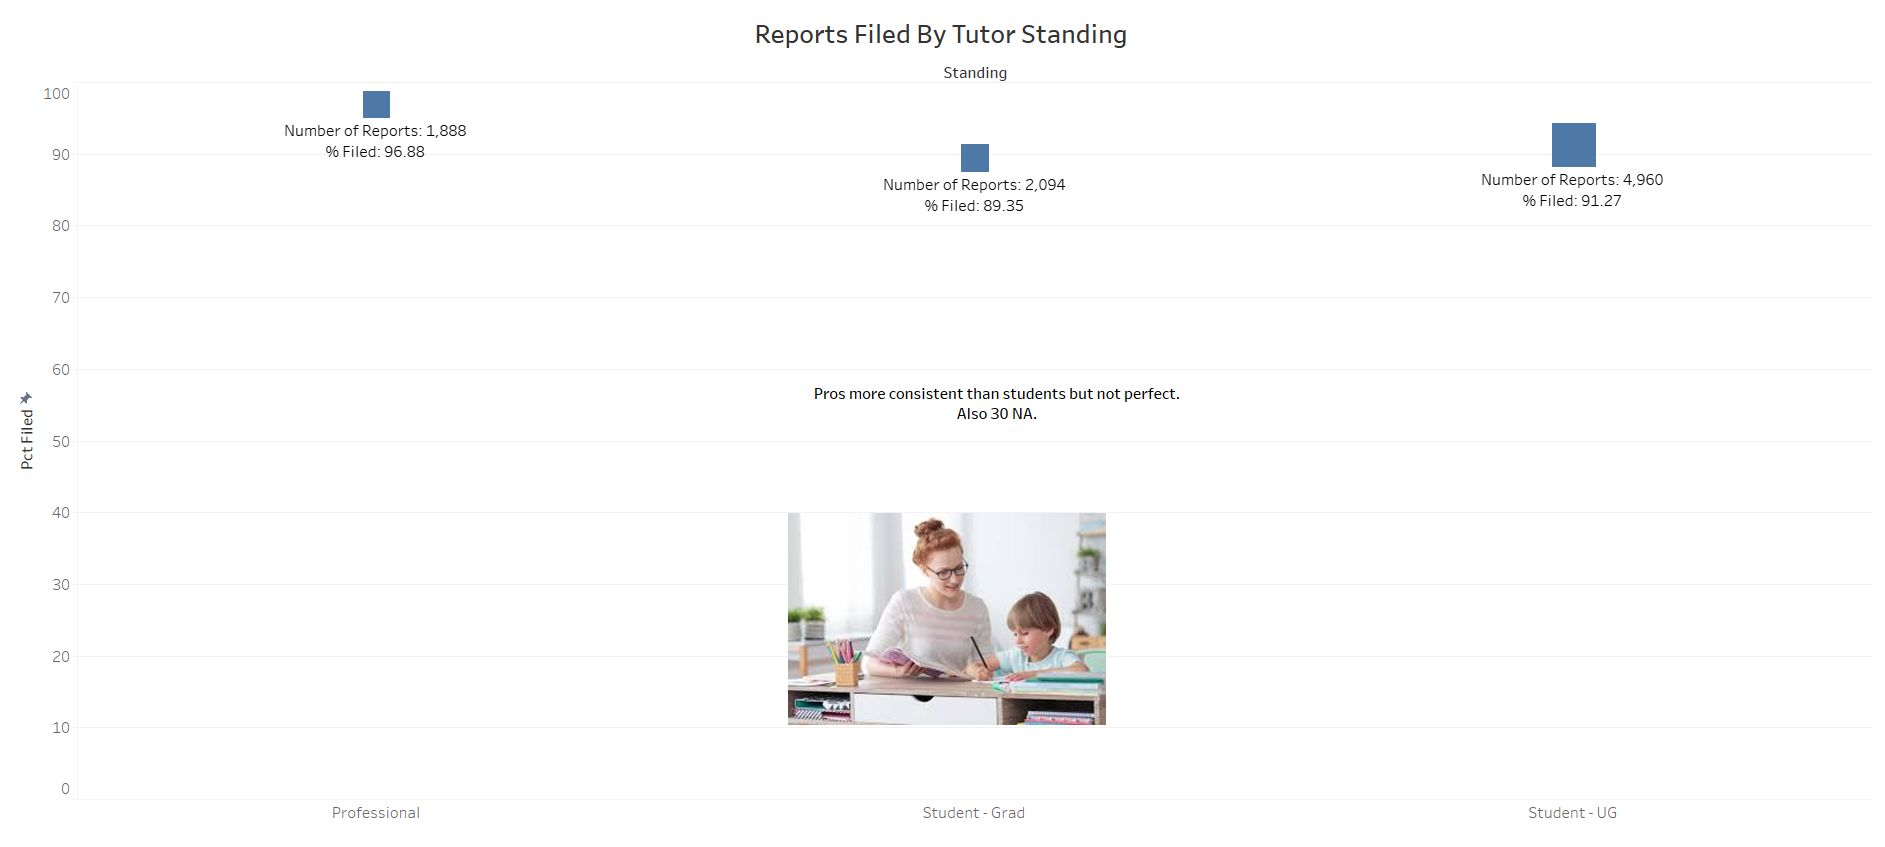 Reports Filed By Tutor Standing
Standing
100
90
80
70
60
50
40
30
20
10
0
Pct Filed
Number of Reports: 1,888
% Filed: 96.88
Number of Reports: 2,094
% Filed: 89.35
Number of Reports: 4,960
% Filed: 91.27
Pros more consistent than students but not perfect.
Also 30 NA.
Professional
Student - Grad
Student - UG